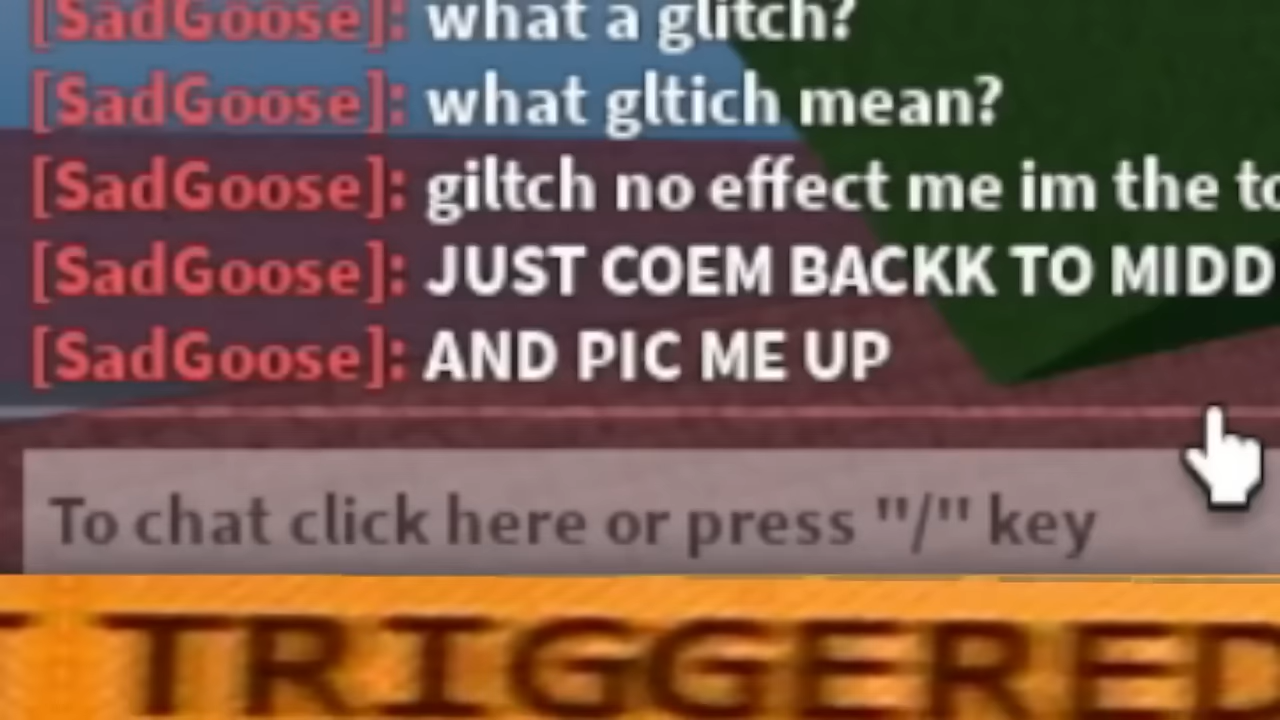 [SadGoose]: what a glitch?
[SadGoose]: what gltich mean?
[SadGoose]: giltch no effect me im the
[SadGoose]: JUST COEM BACKK TO MIDD
[SadGoose]: AND PIC ME UP
To chat click here or press "/" key
TRIGGERED